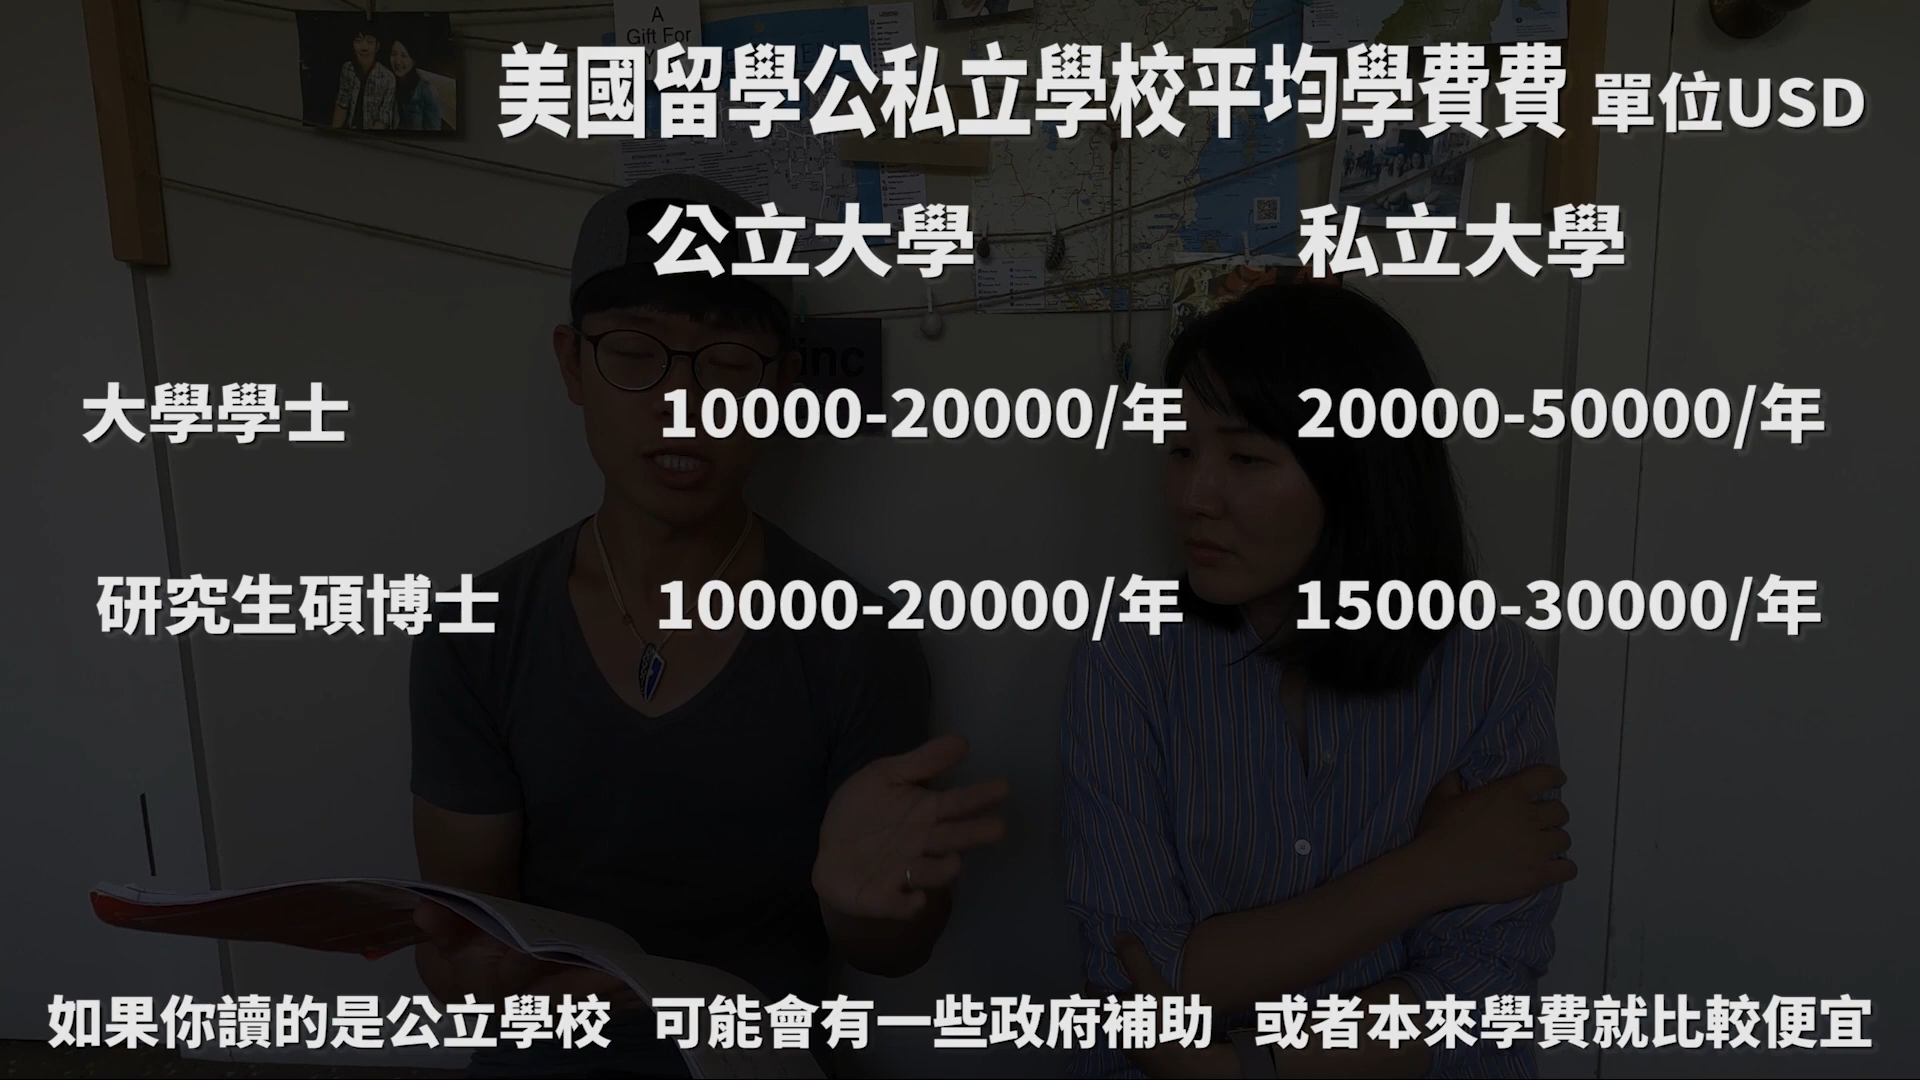 A
Gift For
美國留學公私立學校平均學費費 單位USD
公立大學 私立大學
inc
大學學士 10000-20000/年 20000-50000/年
研究生碩博士 10000-20000/年 15000-30000/年
如果你讀的是公立學校 可能會有一些政府補助 或者本來學費就比較便宜